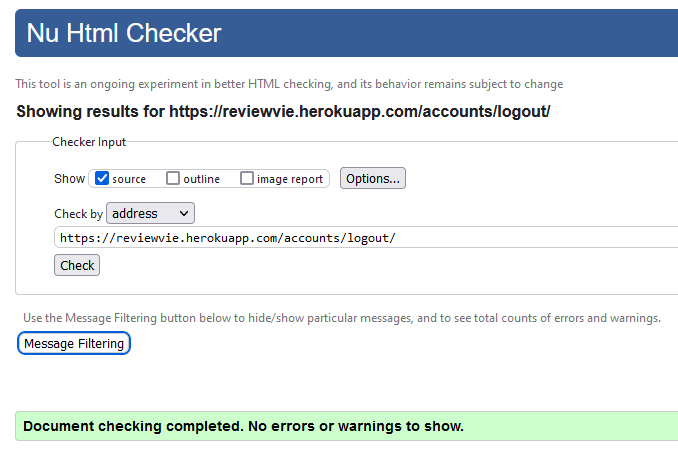 Nu Html Checker
This tool is an ongoing experiment in better HTML checking, and its behavior remains subject to change
Showing results for https://reviewvie.herokuapp.com/accounts/logout/
Checker Input
Show source outline image report Options...
Check by address
https://reviewvie.herokuapp.com/accounts/logout/
Check
Use the Message Filtering button below to hide/show particular messages, and to see total counts of errors and warnings.
Message Filtering
Document checking completed. No errors or warnings to show.